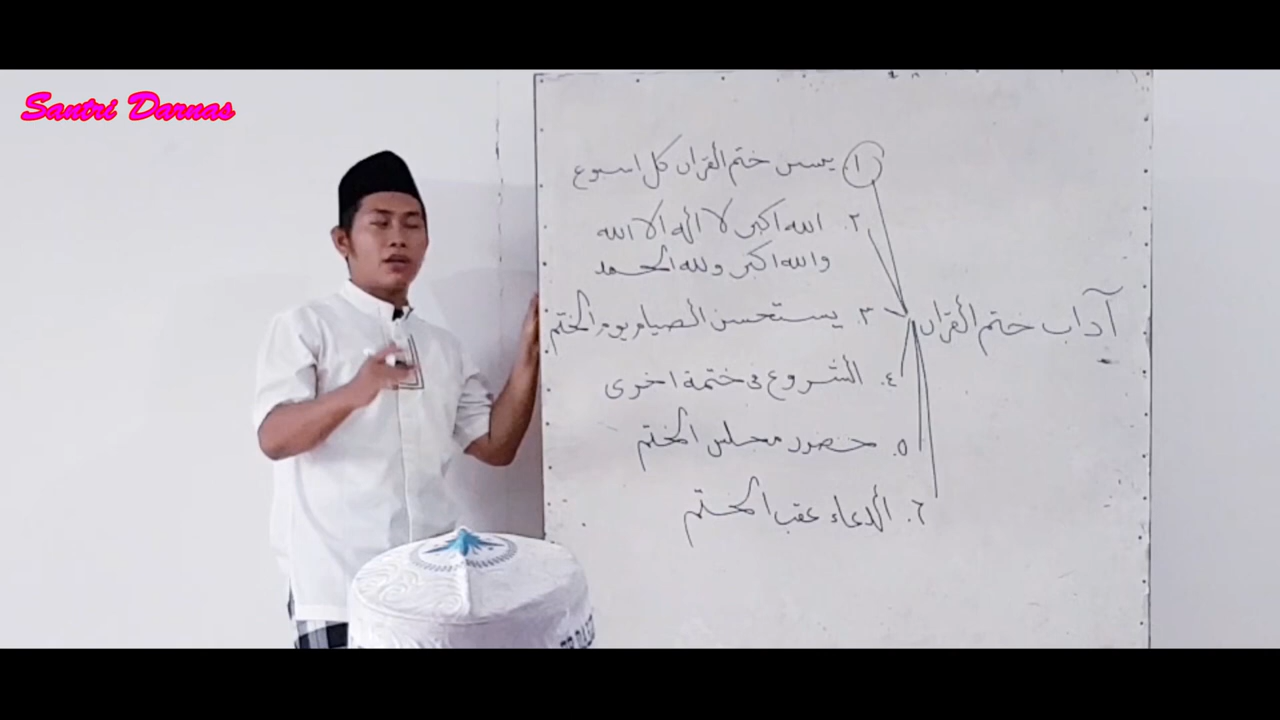 Santri Darnas
آداب ختم القران
١. يسن ختم القران كل اسبوع
٢. الله اكبر لا اله الا الله
والله اكبر ولله الحمد
٣. يستحسن الصيام يوم الختم
٤. الشروع في ختمة اخرى
٥. حضور مجلس الختم
٦. الدعاء عقب الختم